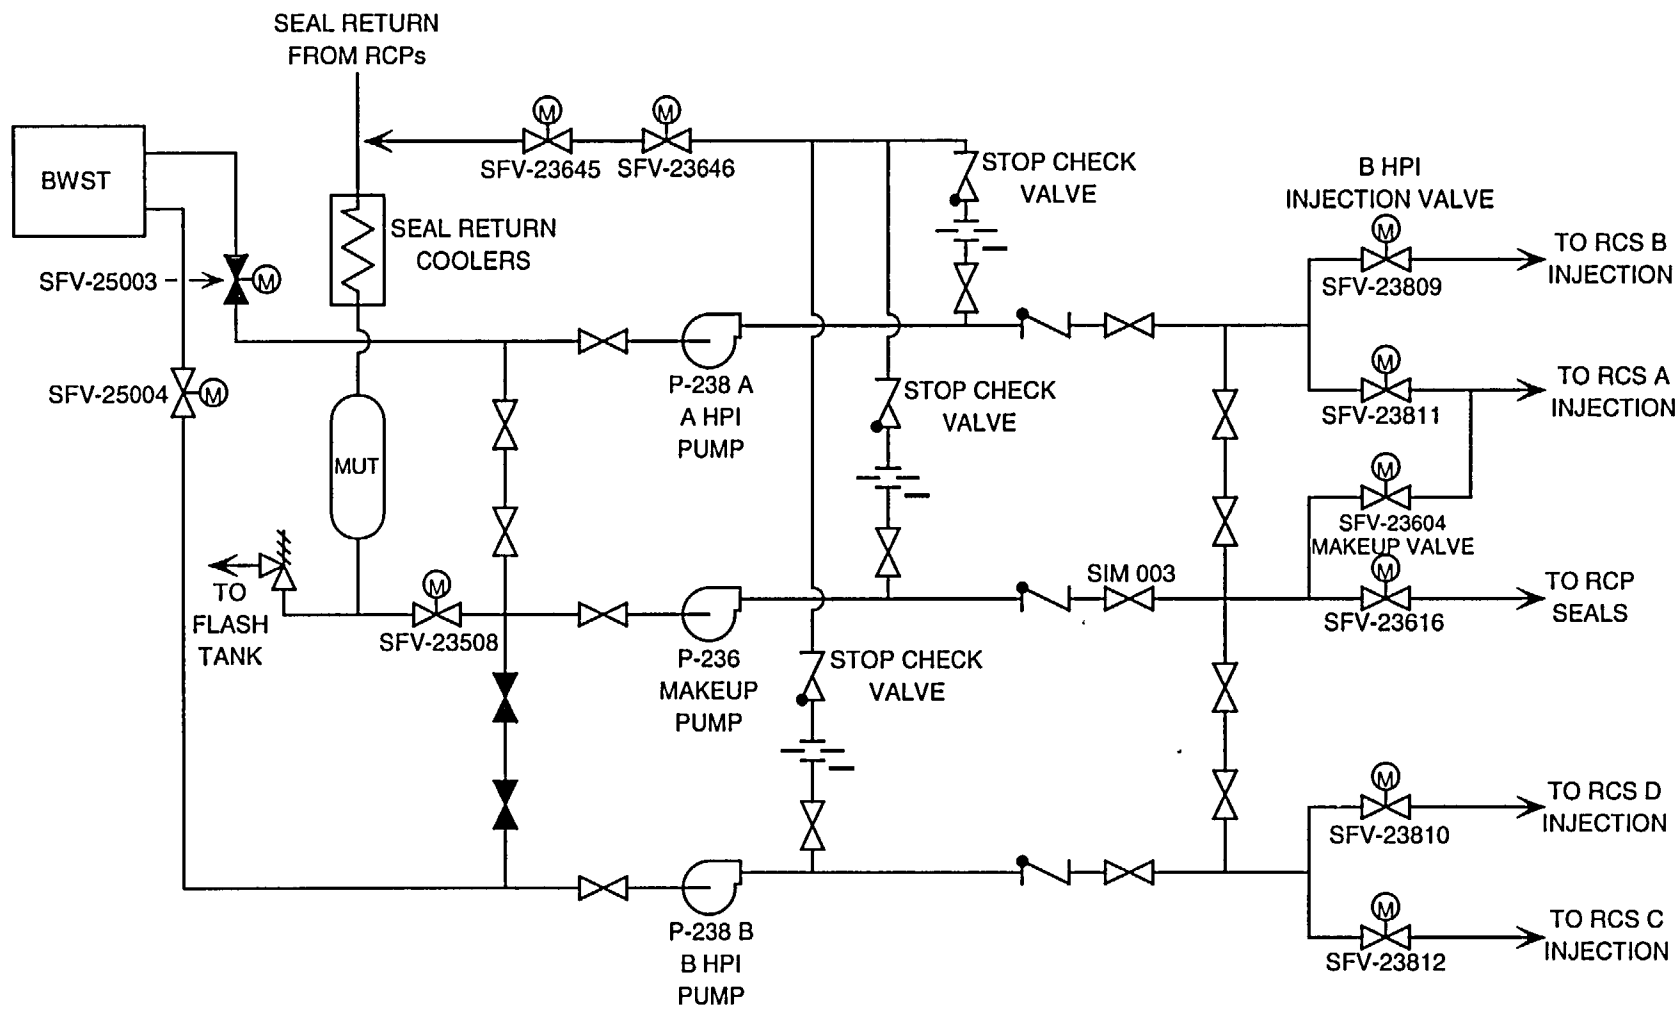 SEAL RETURN
FROM RCPs
M
M
SFV-23645
SFV-23646
STOP CHECK
VALVE
B HPI
INJECTION VALVE
M
BWST
SEAL RETURN
COOLERS
SFV-25003
M
SFV-23809
TO RCS B
INJECTION
M
SFV-23811
TO RCS A
INJECTION
SFV-25004
M
P-238 A
A HPI
PUMP
STOP CHECK
VALVE
MUT
M
SFV-23604
MAKEUP VALVE
TO
FLASH
TANK
M
SFV-23508
SIM 003
M
SFV-23616
TO RCP
SEALS
P-236
MAKEUP
PUMP
STOP CHECK
VALVE
M
SFV-23810
TO RCS D
INJECTION
P-238 B
B HPI
PUMP
M
SFV-23812
TO RCS C
INJECTION